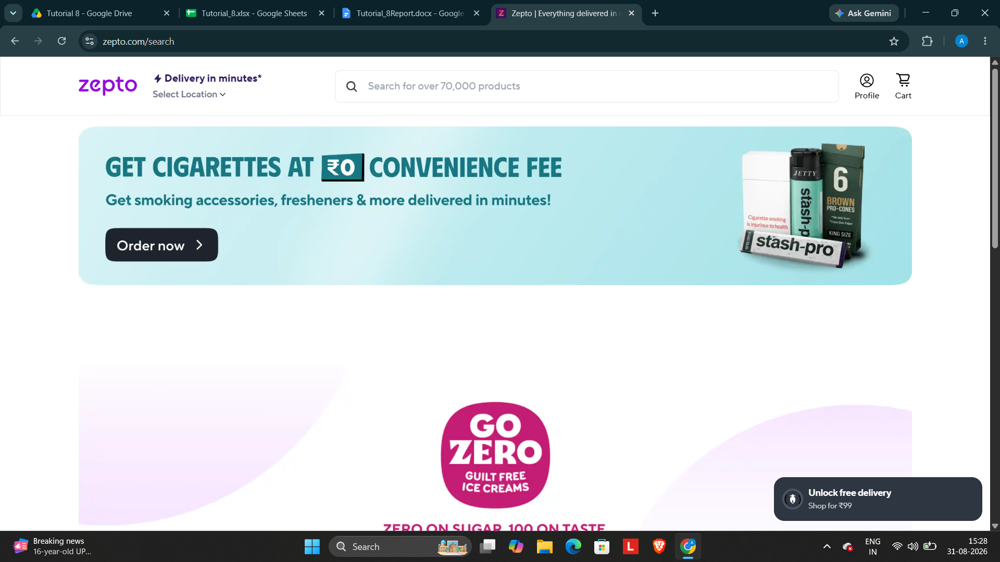 Tutorial 8 - Google Drive
Tutorial_8.xlsx - Google Sheets
Tutorial_8Report.docx - Google
Zepto | Everything delivered in
Ask Gemini
zepto.com/search
A
zepto
Delivery in minutes*
Select Location
Search for over 70,000 products
Profile
Cart
GET CIGARETTES AT ₹0 CONVENIENCE FEE
Get smoking accessories, fresheners & more delivered in minutes!
Order now
Cigarette smoking
is injurious to health
JETTY
stash-p
6
BROWN
PRO-CONES
KING SIZE
stash-pro
GO
ZERO
GUILT FREE
ICE CREAMS
ZERO ON SUGAR, 100 ON TASTE
Unlock free delivery
Shop for ₹99
Breaking news
16-year-old UP...
Search
L
ENG
IN
15:28
31-08-2026